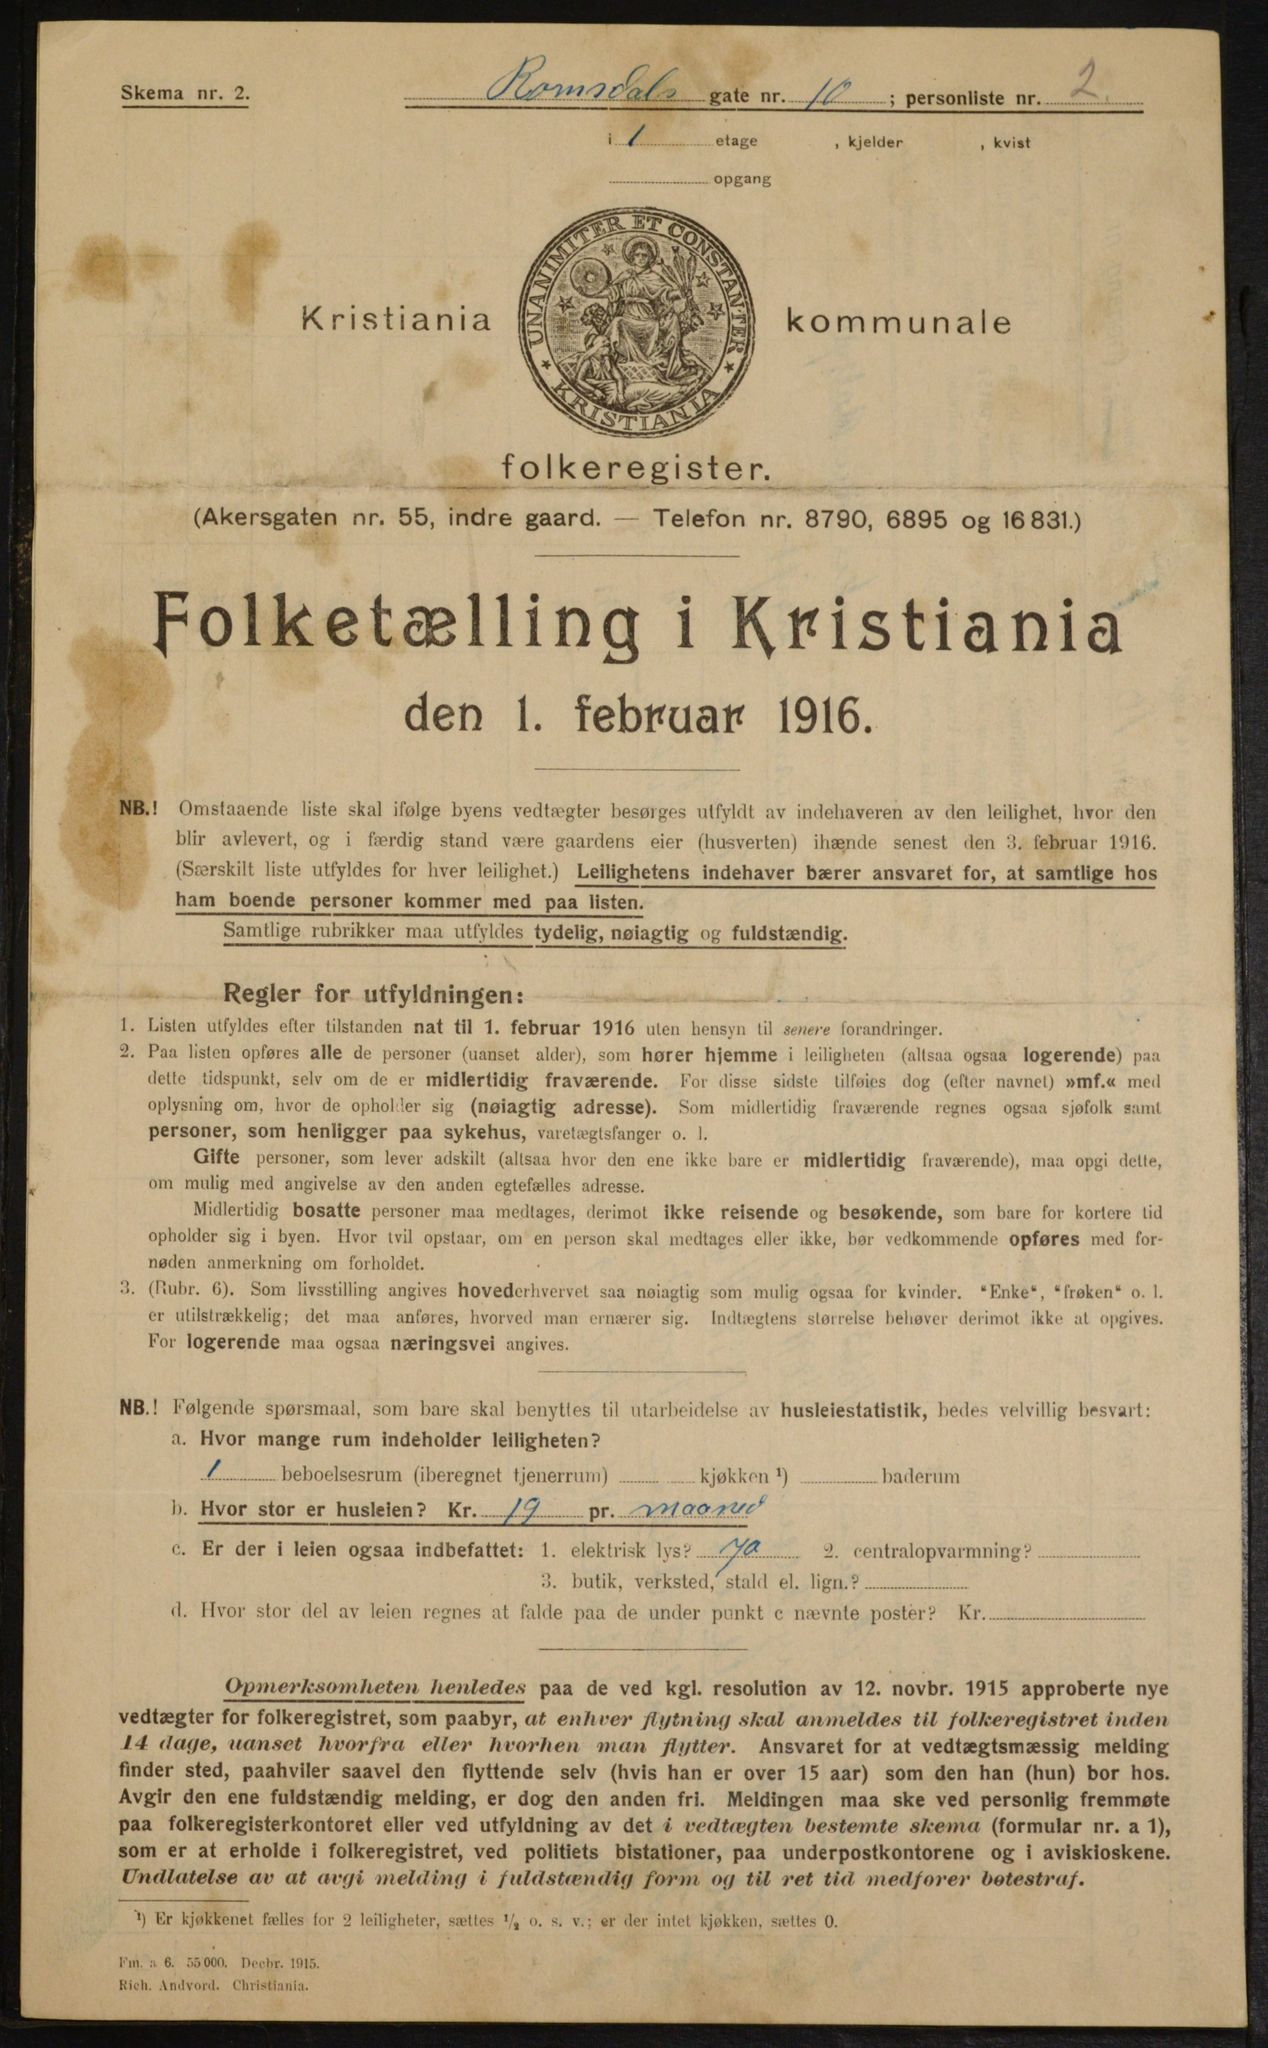 Skema nr. 2.
Romsdals gate nr. 10 ; personliste nr. 2.
i 1 etage , kjelder , kvist
opgang
UNANIMITER ET CONSTANTER
KRISTIANIA
Kristiania kommunale
folkeregister.
(Akersgaten nr. 55, indre gaard. — Telefon nr. 8790, 6895 og 16831.)
Folketælling i Kristiania
den 1. februar 1916.
NB.! Omstaaende liste skal ifølge byens vedtægter besørges utfyldt av indehaveren av den leilighet, hvor den
blir avlevert, og i færdig stand være gaardens eier (husverten) ihænde senest den 3. februar 1916.
(Særskilt liste utfyldes for hver leilighet.) Leilighetens indehaver bærer ansvaret for, at samtlige hos
ham boende personer kommer med paa listen.
Samtlige rubrikker maa utfyldes tydelig, nøiagtig og fuldstændig.
Regler for utfyldningen:
1. Listen utfyldes efter tilstanden nat til 1. februar 1916 uten hensyn til senere forandringer.
2. Paa listen opføres alle de personer (uanset alder), som hører hjemme i leiligheten (altsaa ogsaa logerende) paa
dette tidspunkt, selv om de er midlertidig fraværende. For disse sidste tilføies dog (efter navnet) »mf.« med
oplysning om, hvor de opholder sig (nøiagtig adresse). Som midlertidig fraværende regnes ogsaa sjøfolk samt
personer, som henligger paa sykehus, varetægtsfanger o. l.
Gifte personer, som lever adskilt (altsaa hvor den ene ikke bare er midlertidig fraværende), maa opgi dette,
om mulig med angivelse av den anden egtefælles adresse.
Midlertidig bosatte personer maa medtages, derimot ikke reisende og besøkende, som bare for kortere tid
opholder sig i byen. Hvor tvil opstaar, om en person skal medtages eller ikke, bør vedkommende opføres med for-
nøden anmerkning om forholdet.
3. (Rubr. 6). Som livsstilling angives hovederhvervet saa nøiagtig som mulig ogsaa for kvinder. "Enke", "frøken" o. l.
er utilstrækkelig; det maa anføres, hvorved man ernærer sig. Indtægtens størrelse behøver derimot ikke at opgives.
For logerende maa ogsaa næringsvei angives.
NB.! Følgende spørsmaal, som bare skal benyttes til utarbeidelse av husleiestatistik, bedes velvillig besvart:
a. Hvor mange rum indeholder leiligheten?
1 beboelsesrum (iberegnet tjenerrum) kjøkken ¹) baderum
b. Hvor stor er husleien? Kr. 19 pr. maaned
c. Er der i leien ogsaa indbefattet: 1. elektrisk lys? Ja 2. centralopvarmning?
3. butik, verksted, stald el. lign.?
d. Hvor stor del av leien regnes at falde paa de under punkt c nævnte poster? Kr.
Opmerksomheten henledes paa de ved kgl. resolution av 12. novbr. 1915 approberte nye
vedtægter for folkeregistret, som paabyr, at enhver flytning skal anmeldes til folkeregistret inden
14 dage, uanset hvorfra eller hvorhen man flytter. Ansvaret for at vedtægtsmæssig melding
finder sted, paahviler saavel den flyttende selv (hvis han er over 15 aar) som den han (hun) bor hos.
Avgir den ene fuldstændig melding, er dog den anden fri. Meldingen maa ske ved personlig fremmøte
paa folkeregisterkontoret eller ved utfyldning av det i vedtægten bestemte skema (formular nr. a 1),
som er at erholde i folkeregistret, ved politiets bistationer, paa underpostkontorene og i aviskioskene.
Undlatelse av at avgi melding i fuldstændig form og til ret tid medfører bøtestraf.
¹) Er kjøkkenet fælles for 2 leiligheter, sættes ½ o. s. v.; er der intet kjøkken, sættes 0.
Fm. a 6. 55000. Decbr. 1915.
Rich. Andvord. Christiania.